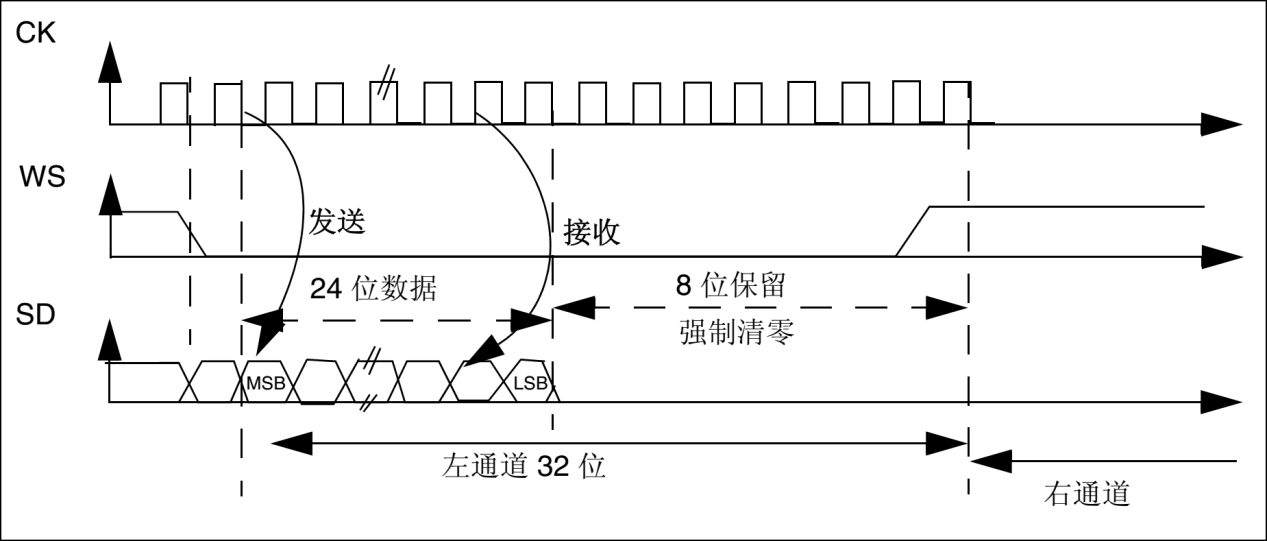 CK
WS
发送
接收
24 位数据
8 位保留
强制清零
SD
MSB
LSB
左通道 32 位
右通道